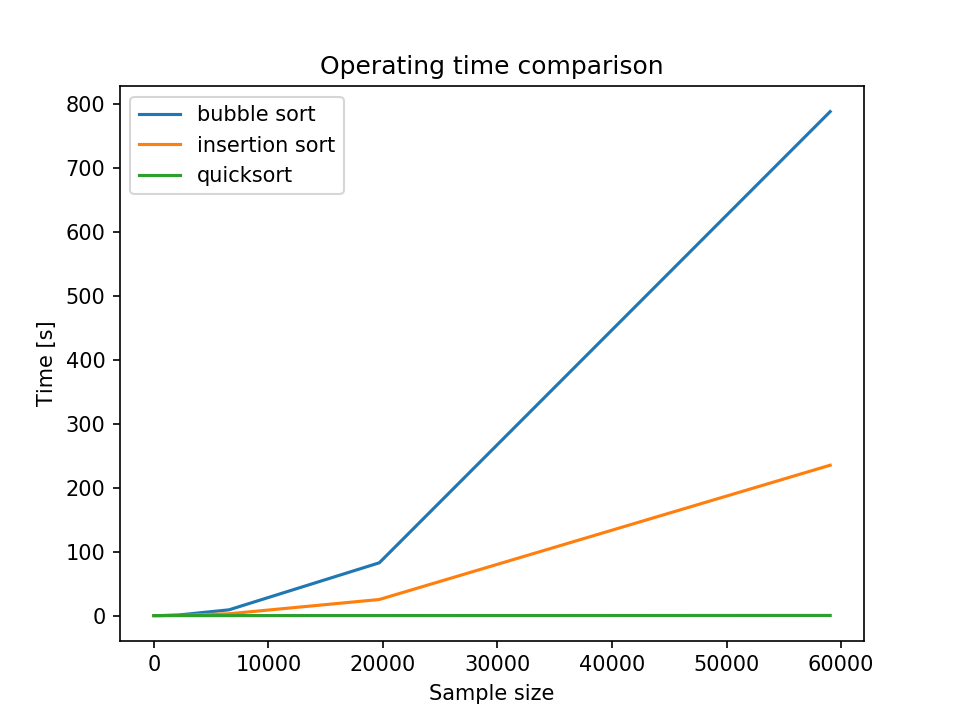 Operating time comparison
bubble sort
insertion sort
quicksort
800
700
600
500
400
300
200
100
0
Time [s]
0 10000 20000 30000 40000 50000 60000
Sample size